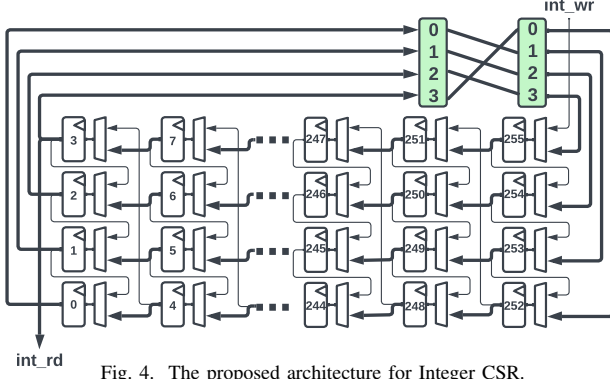 int_wr
0 0
1 1
2 2
3 3
3 7 247 251 255
2 6 246 250 254
1 5 245 249 253
0 4 244 248 252
int_rd
Fig. 4. The proposed architecture for Integer CSR.